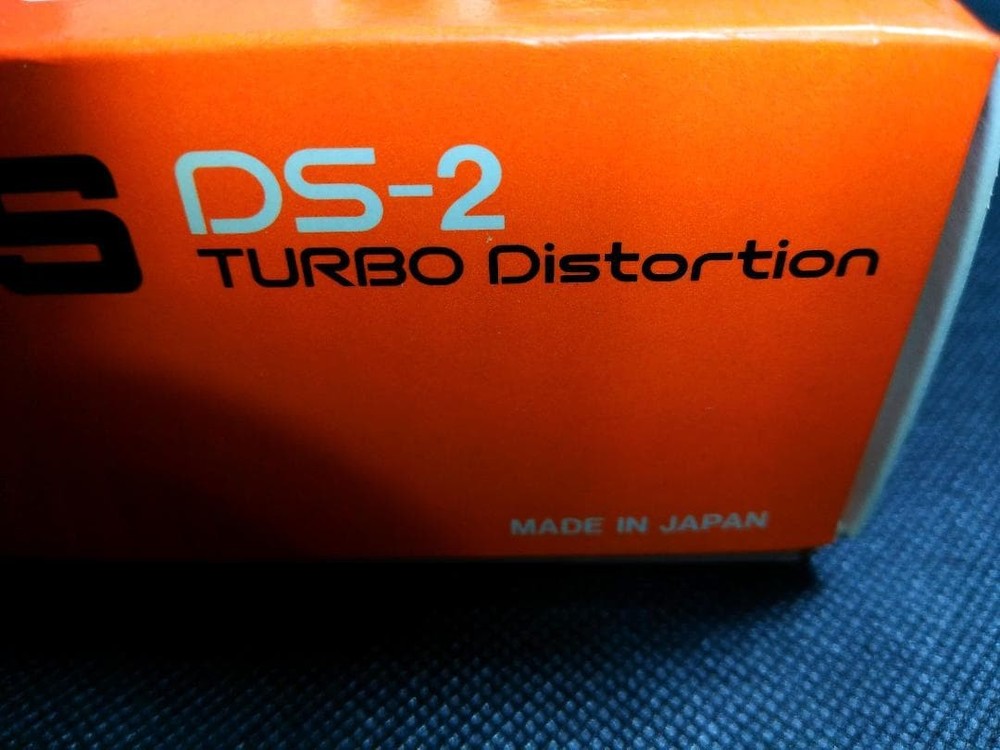 S DS-2
TURBO Distortion
MADE IN JAPAN